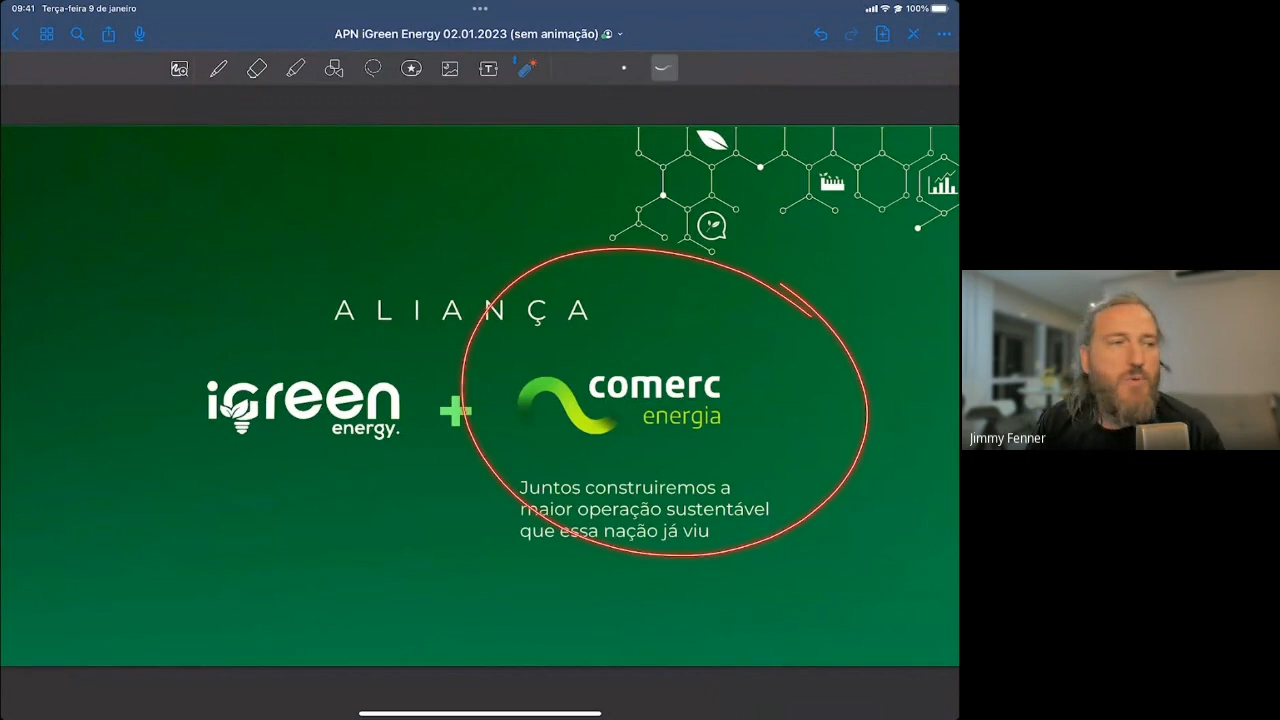 09:41 Terça-feira 9 de janeiro
100%
APN iGreen Energy 02.01.2023 (sem animação)
T
ALIANÇA
iGreen
energy.
+
comerc
energia
Juntos construiremos a
maior operação sustentável
que essa nação já viu
Jimmy Fenner